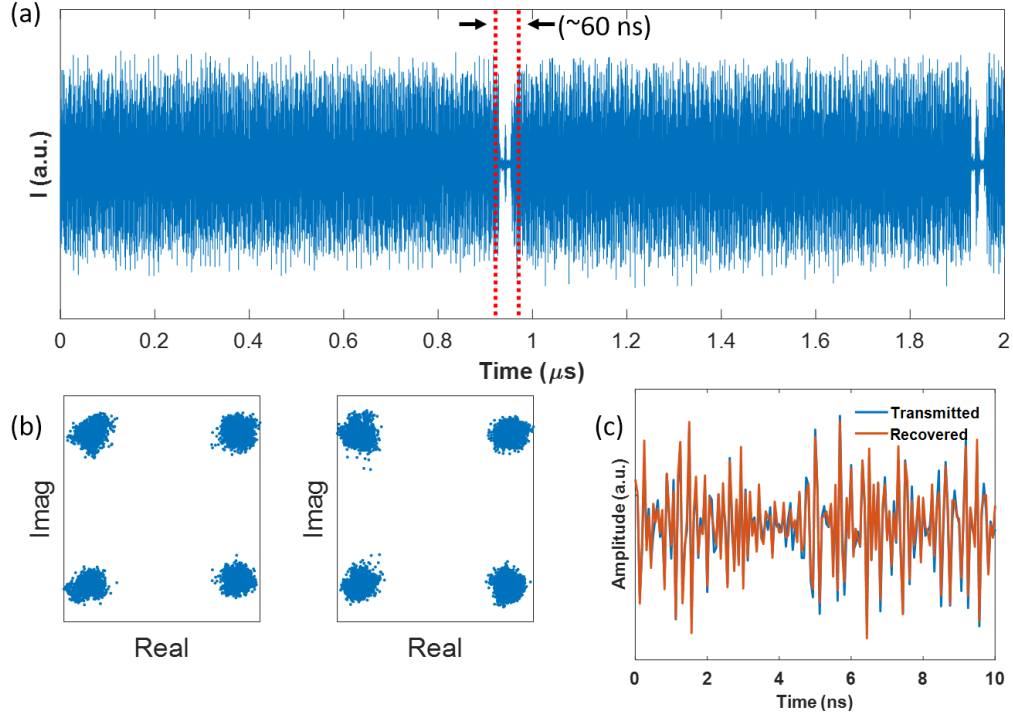 (a)
(~60 ns)
I (a.u.)
0 0.2 0.4 0.6 0.8 1 1.2 1.4 1.6 1.8 2
Time (μs)
(b)
Imag
Real
Imag
Real
(c)
Transmitted
Recovered
Amplitude (a.u.)
0 2 4 6 8 10
Time (ns)